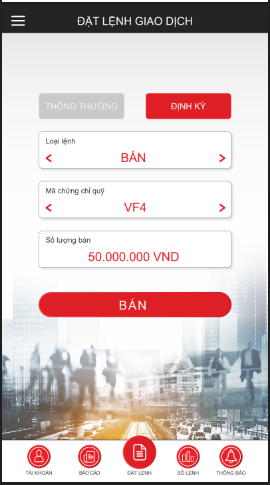 ĐẶT LỆNH GIAO DỊCH
THÔNG THƯỜNG ĐỊNH KỲ
Loại lệnh
< BÁN >
Mã chứng chỉ quỹ
< VF4 >
Số lượng bán
50.000.000 VND
BÁN
TÀI KHOẢN BÁO CÁO ĐẶT LỆNH SỔ LỆNH THÔNG BÁO